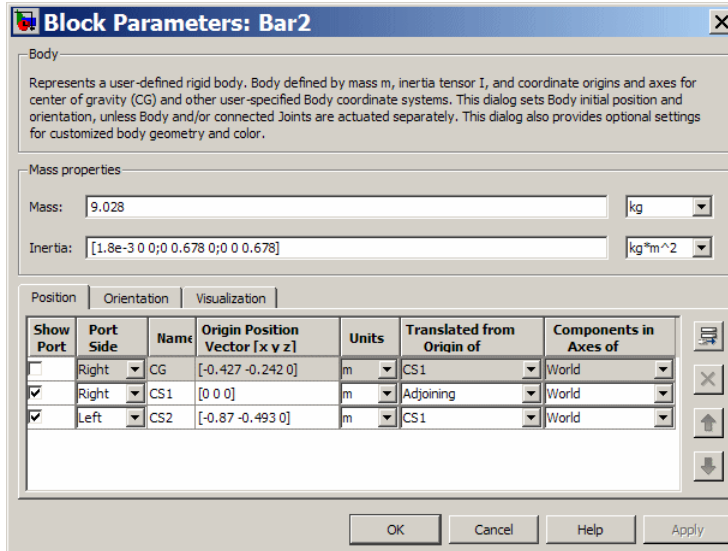 Block Parameters: Bar2
Body
Represents a user-defined rigid body. Body defined by mass m, inertia tensor I, and coordinate origins and axes for
center of gravity (CG) and other user-specified Body coordinate systems. This dialog sets Body initial position and
orientation, unless Body and/or connected Joints are actuated separately. This dialog also provides optional settings
for customized body geometry and color.
Mass properties
Mass: 9.028 kg
Inertia: [1.8e-3 0 0;0 0.678 0;0 0 0.678] kg*m^2
Position Orientation Visualization
Show Port Name Origin Position Units Translated from Components in
Port Side Vector [x y z] Origin of Axes of
Right CG [-0.427 -0.242 0] m CS1 World
Right CS1 [0 0 0] m Adjoining World
Left CS2 [-0.87 -0.493 0] m CS1 World
OK Cancel Help Apply